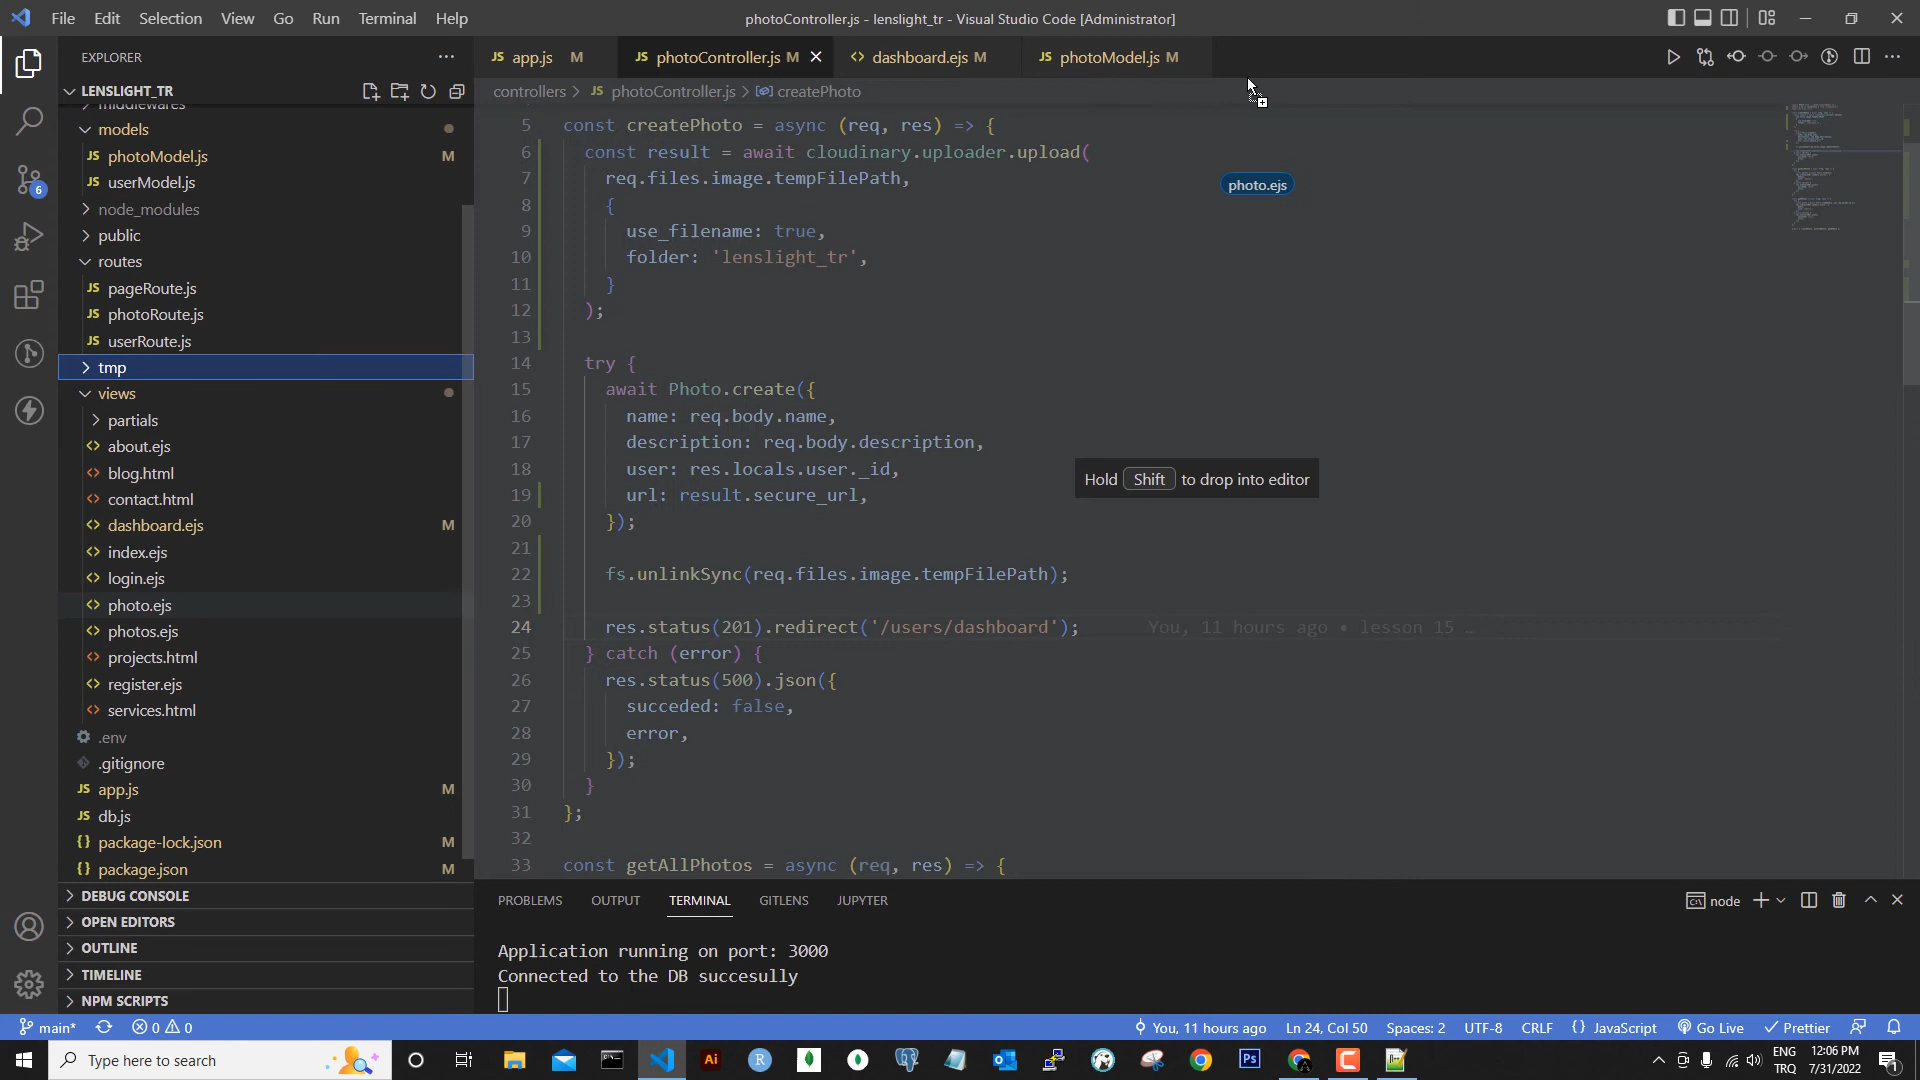 File Edit Selection View Go Run Terminal Help
photoController.js - lenslight_tr - Visual Studio Code [Administrator]
EXPLORER
LENSLIGHT_TR
middlewares
models
JS photoModel.js M
JS userModel.js
node_modules
public
routes
JS pageRoute.js
JS photoRoute.js
JS userRoute.js
tmp
views
partials
<> about.ejs
<> blog.html
<> contact.html
<> dashboard.ejs M
<> index.ejs
<> login.ejs
<> photo.ejs
<> photos.ejs
<> projects.html
<> register.ejs
<> services.html
.env
.gitignore
JS app.js M
JS db.js
{} package-lock.json M
{} package.json M
DEBUG CONSOLE
OPEN EDITORS
OUTLINE
TIMELINE
NPM SCRIPTS
6
JS app.js M JS photoController.js M <> dashboard.ejs M JS photoModel.js M
controllers > JS photoController.js > createPhoto
5 const createPhoto = async (req, res) => {
6 const result = await cloudinary.uploader.upload(
7 req.files.image.tempFilePath,
8 {
9 use_filename: true,
10 folder: 'lenslight_tr',
11 }
12 );
13
14 try {
15 await Photo.create({
16 name: req.body.name,
17 description: req.body.description,
18 user: res.locals.user._id,
19 url: result.secure_url,
20 });
21
22 fs.unlinkSync(req.files.image.tempFilePath);
23
24 res.status(201).redirect('/users/dashboard'); You, 11 hours ago • lesson 15 …
25 } catch (error) {
26 res.status(500).json({
27 succeded: false,
28 error,
29 });
30 }
31 };
32
33 const getAllPhotos = async (req, res) => {
photo.ejs
Hold Shift to drop into editor
PROBLEMS OUTPUT TERMINAL GITLENS JUPYTER
node
Application running on port: 3000
Connected to the DB succesully
main* 0 0
You, 11 hours ago Ln 24, Col 50 Spaces: 2 UTF-8 CRLF {} JavaScript Go Live Prettier
Type here to search
Ai R Ps
ENG
TRQ
12:06 PM
7/31/2022
1